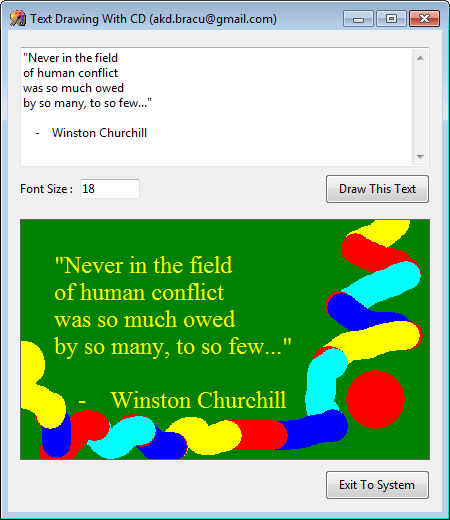 Text Drawing With CD (akd.bracu@gmail.com)
"Never in the field
of human conflict
was so much owed
by so many, to so few..."
- Winston Churchill
Font Size : 18
Draw This Text
"Never in the field
of human conflict
was so much owed
by so many, to so few..."
- Winston Churchill
Exit To System